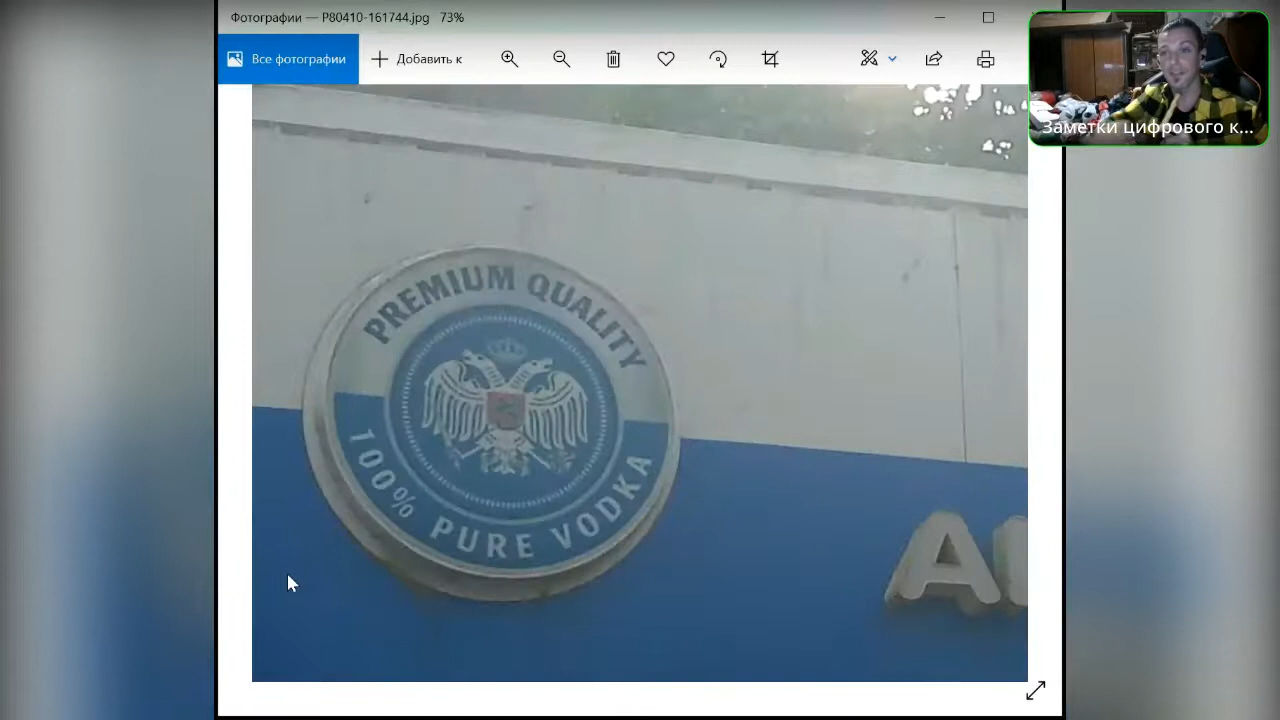 Фотографии — P80410-161744.jpg 73%
Все фотографии
Добавить к
Заметки цифрового к...
PREMIUM QUALITY
100% PURE VODKA
A